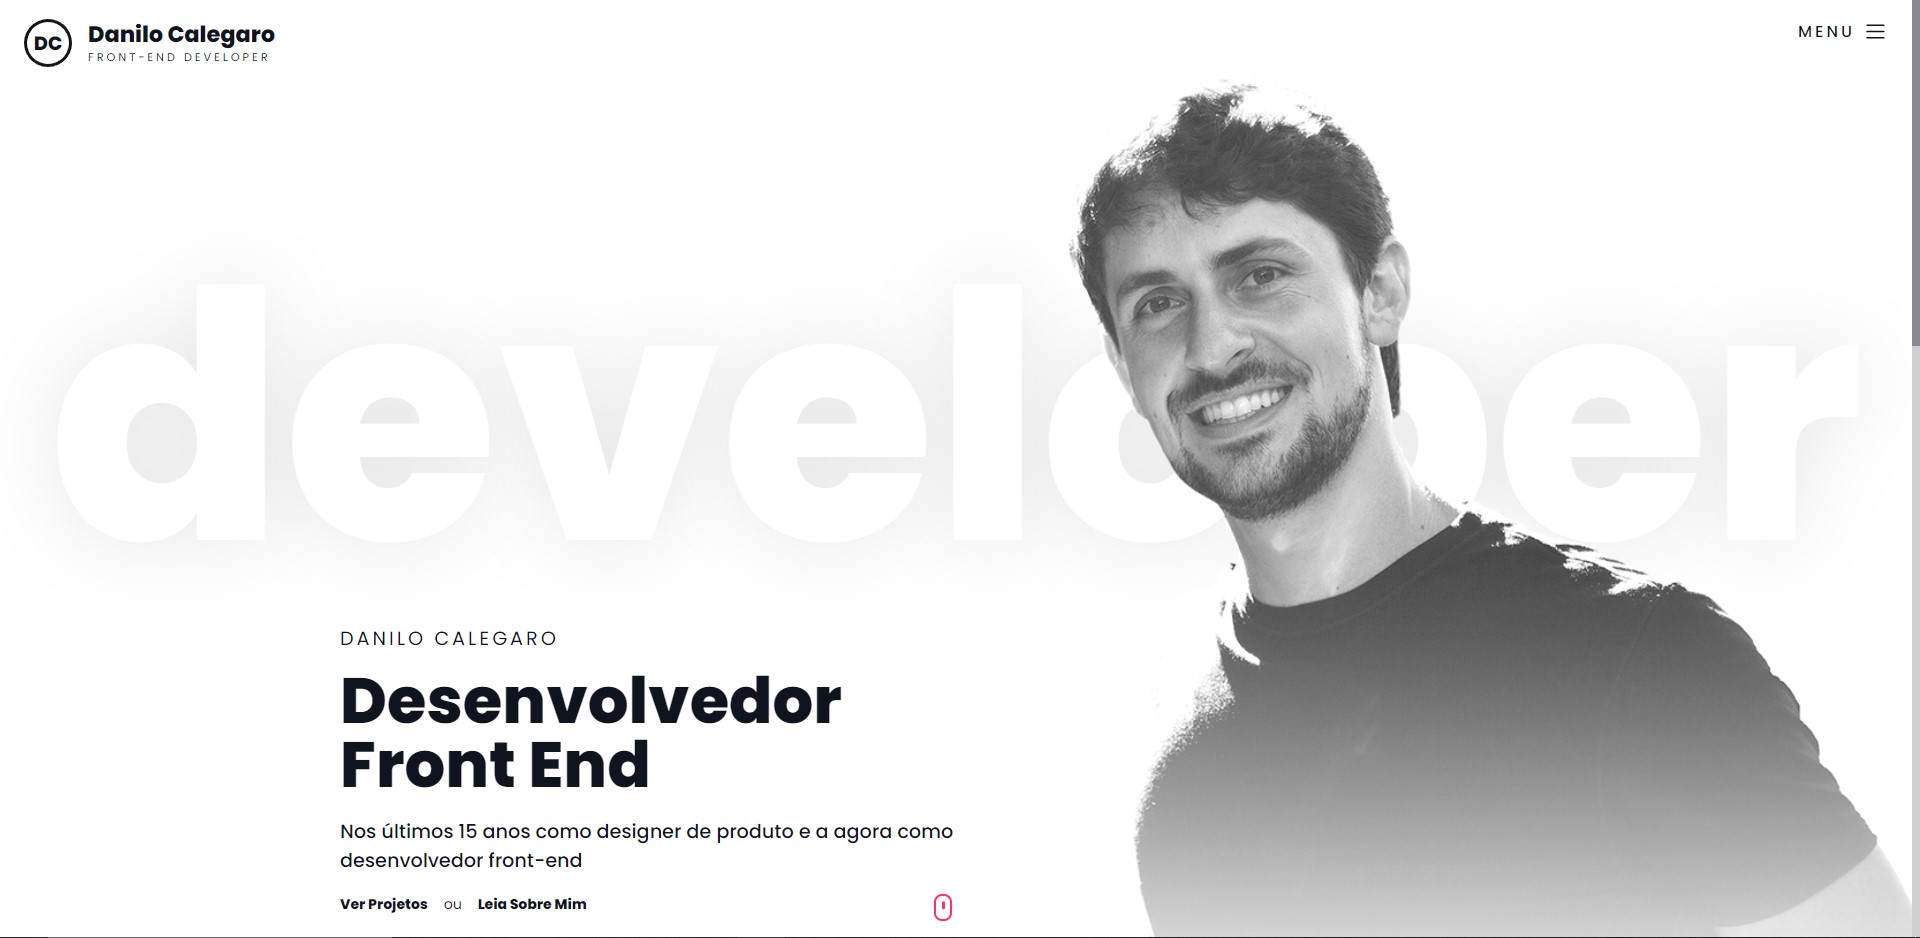 DC
Danilo Calegaro
FRONT-END DEVELOPER
MENU
developer
DANILO CALEGARO
Desenvolvedor
Front End
Nos últimos 15 anos como designer de produto e a agora como
desenvolvedor front-end
Ver Projetos ou Leia Sobre Mim